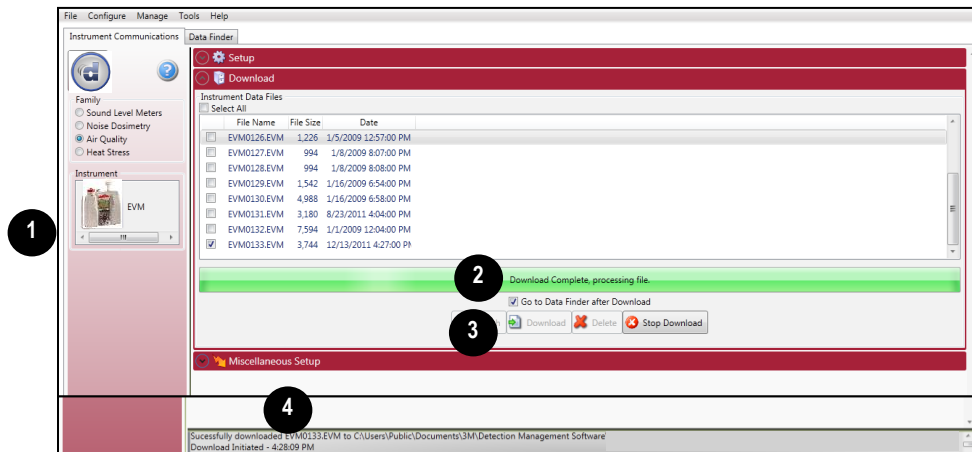 File Configure Manage Tools Help
Instrument Communications Data Finder
Setup
Download
Family
Sound Level Meters
Noise Dosimetry
Air Quality
Heat Stress
Instrument
EVM
1
Instrument Data Files
Select All
File Name File Size Date
EVM0126.EVM 1,226 1/5/2009 12:57:00 PM
EVM0127.EVM 994 1/8/2009 8:07:00 PM
EVM0128.EVM 994 1/8/2009 8:08:00 PM
EVM0129.EVM 1,542 1/16/2009 6:54:00 PM
EVM0130.EVM 4,988 1/16/2009 6:58:00 PM
EVM0131.EVM 3,180 8/23/2011 4:04:00 PM
EVM0132.EVM 7,594 1/1/2009 12:04:00 PM
EVM0133.EVM 3,744 12/13/2011 4:27:00 PM
2 Download Complete, processing file.
Go to Data Finder after Download
3 Download Delete Stop Download
Miscellaneous Setup
4
Sucessfully downloaded EVM0133.EVM to C:\Users\Public\Documents\3M\Detection Management Software
Download Initiated - 4:28:09 PM